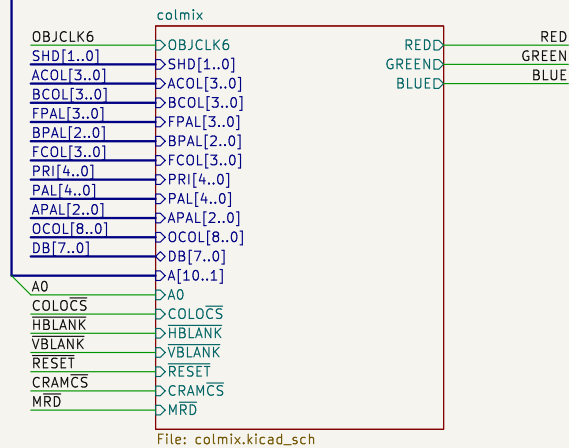 colmix
OBJCLK6 OBJCLK6 RED RED
SHD[1..0] SHD[1..0] GREEN GREEN
ACOL[3..0] ACOL[3..0] BLUE BLUE
BCOL[3..0] BCOL[3..0]
FPAL[3..0] FPAL[3..0]
BPAL[2..0] BPAL[2..0]
FCOL[3..0] FCOL[3..0]
PRI[4..0] PRI[4..0]
PAL[4..0] PAL[4..0]
APAL[2..0] APAL[2..0]
OCOL[8..0] OCOL[8..0]
DB[7..0] DB[7..0]
A[10..1]
A0 A0
COLOCS COLOCS
HBLANK HBLANK
VBLANK VBLANK
RESET RESET
CRAMCS CRAMCS
MRD MRD
File: colmix.kicad_sch